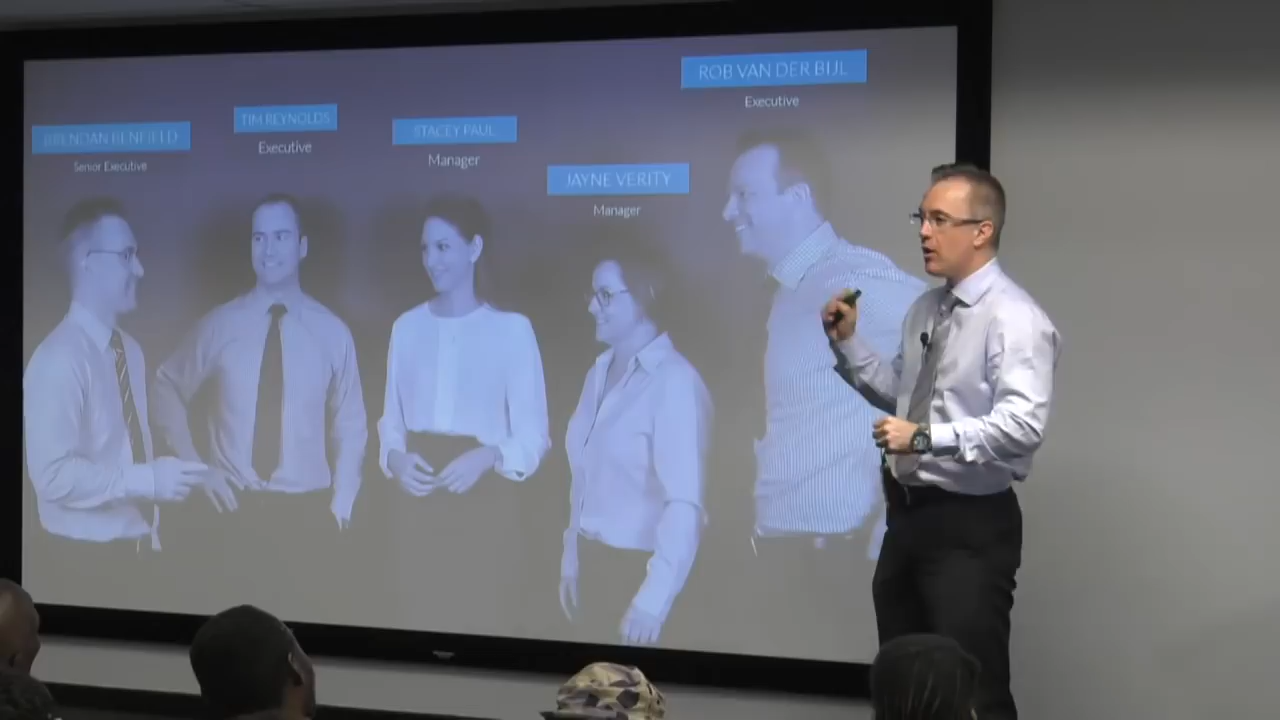 BRENDAN BENFIELD
Senior Executive
TIM REYNOLDS
Executive
STACEY PAUL
Manager
JAYNE VERITY
Manager
ROB VAN DER BIJL
Executive